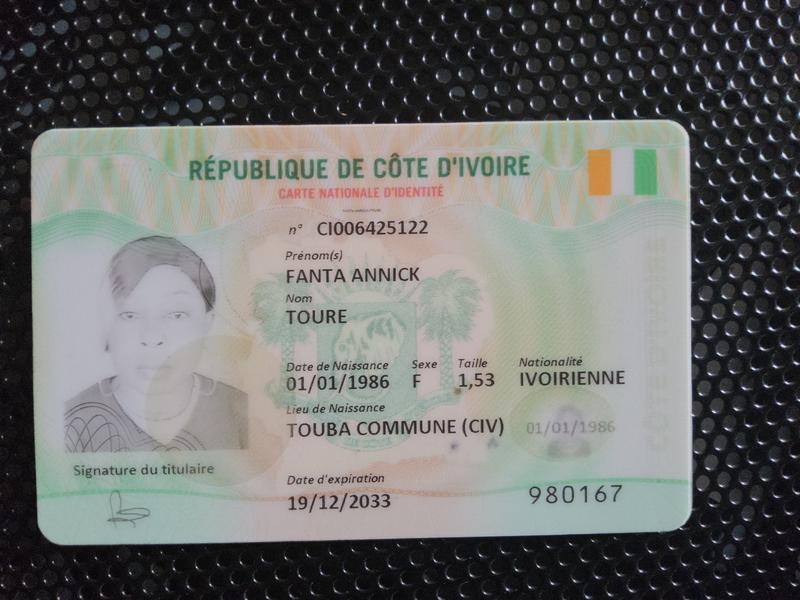 RÉPUBLIQUE DE CÔTE D'IVOIRE
CARTE NATIONALE D'IDENTITÉ
n° CI006425122
Prénom(s)
FANTA ANNICK
Nom
TOURE
Date de Naissance Sexe Taille Nationalité
01/01/1986 F 1,53 IVOIRIENNE
Lieu de Naissance
TOUBA COMMUNE (CIV) 01/01/1986
Signature du titulaire
Date d'expiration
19/12/2033
980167
CÔTE D'IVOIRE